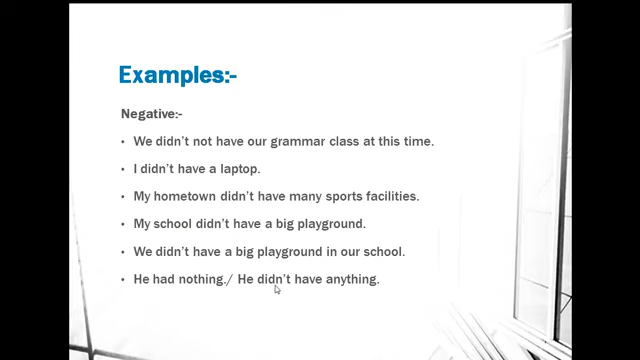 Examples:-
Negative:-
• We didn't not have our grammar class at this time.
• I didn't have a laptop.
• My hometown didn't have many sports facilities.
• My school didn't have a big playground.
• We didn't have a big playground in our school.
• He had nothing./ He didn't have anything.